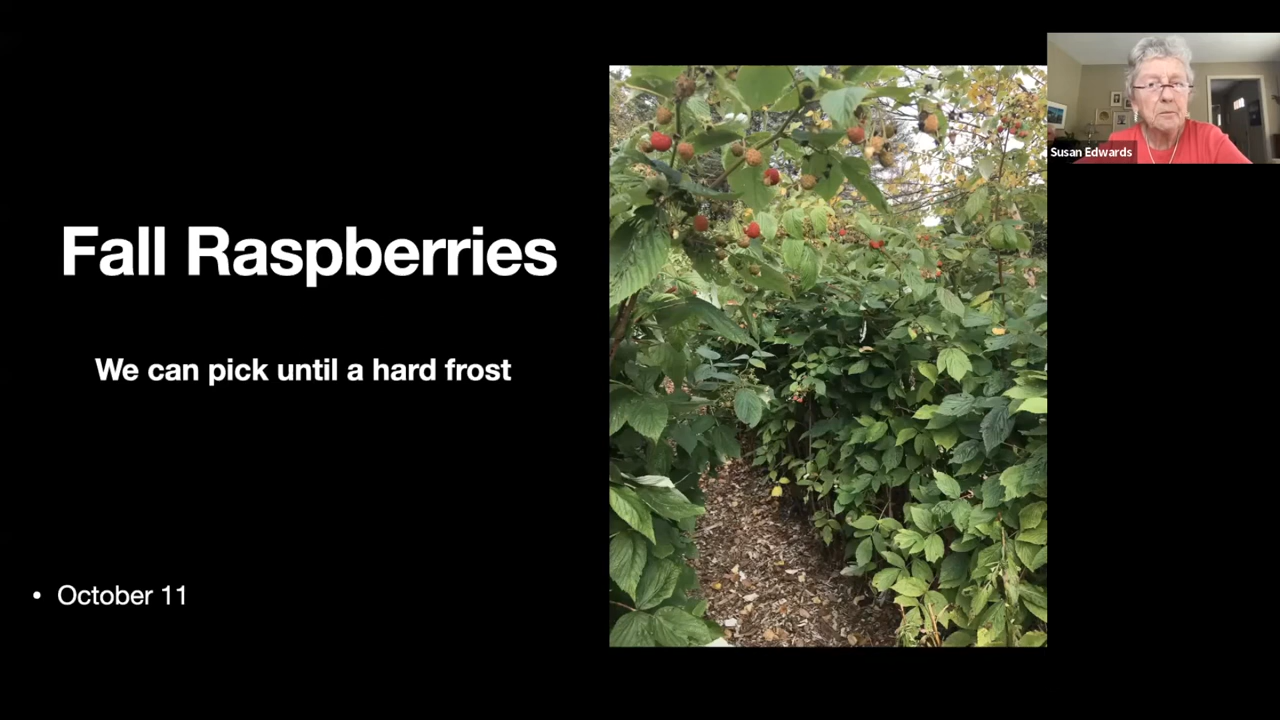 Susan Edwards
Fall Raspberries
We can pick until a hard frost
• October 11